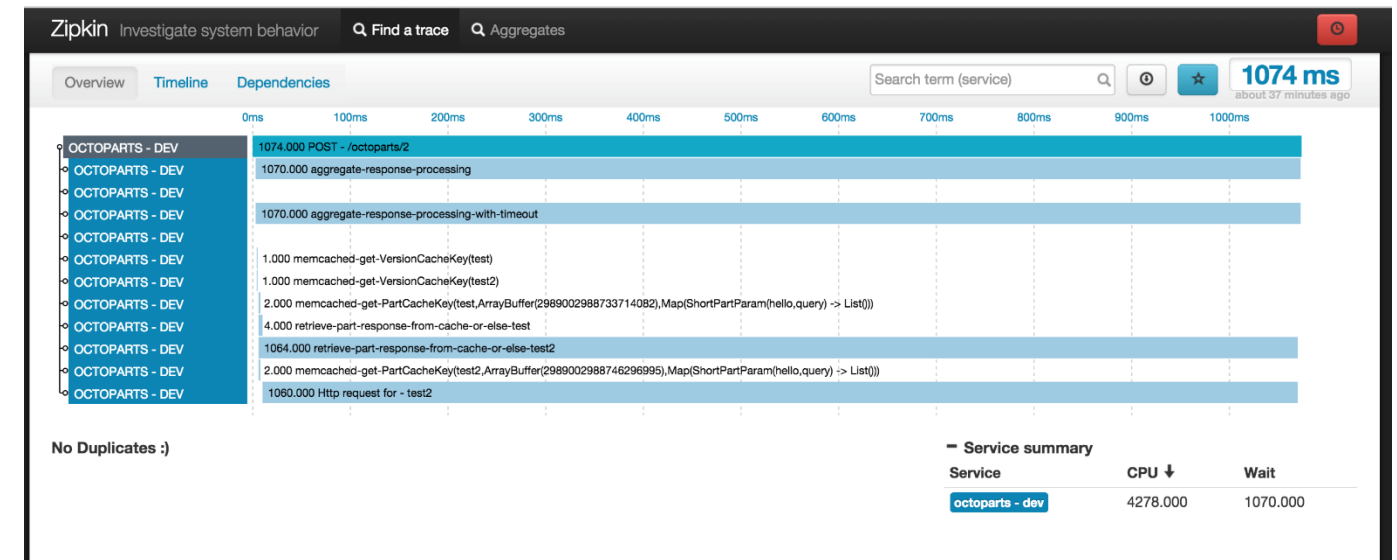 Zipkin Investigate system behavior Find a trace Aggregates
Overview Timeline Dependencies Search term (service) 1074 ms
about 37 minutes ago
0ms 100ms 200ms 300ms 400ms 500ms 600ms 700ms 800ms 900ms 1000ms
OCTOPARTS - DEV 1074.000 POST - /octoparts/2
OCTOPARTS - DEV 1070.000 aggregate-response-processing
OCTOPARTS - DEV
OCTOPARTS - DEV 1070.000 aggregate-response-processing-with-timeout
OCTOPARTS - DEV
OCTOPARTS - DEV 1.000 memcached-get-VersionCacheKey(test)
OCTOPARTS - DEV 1.000 memcached-get-VersionCacheKey(test2)
OCTOPARTS - DEV 2.000 memcached-get-PartCacheKey(test,ArrayBuffer(2989002988733714082),Map(ShortPartParam(hello,query) -> List()))
OCTOPARTS - DEV 4.000 retrieve-part-response-from-cache-or-else-test
OCTOPARTS - DEV 1064.000 retrieve-part-response-from-cache-or-else-test2
OCTOPARTS - DEV 2.000 memcached-get-PartCacheKey(test2,ArrayBuffer(2989002988746296995),Map(ShortPartParam(hello,query) -> List()))
OCTOPARTS - DEV 1060.000 Http request for - test2
No Duplicates :) Service summary
Service CPU Wait
octoparts - dev 4278.000 1070.000